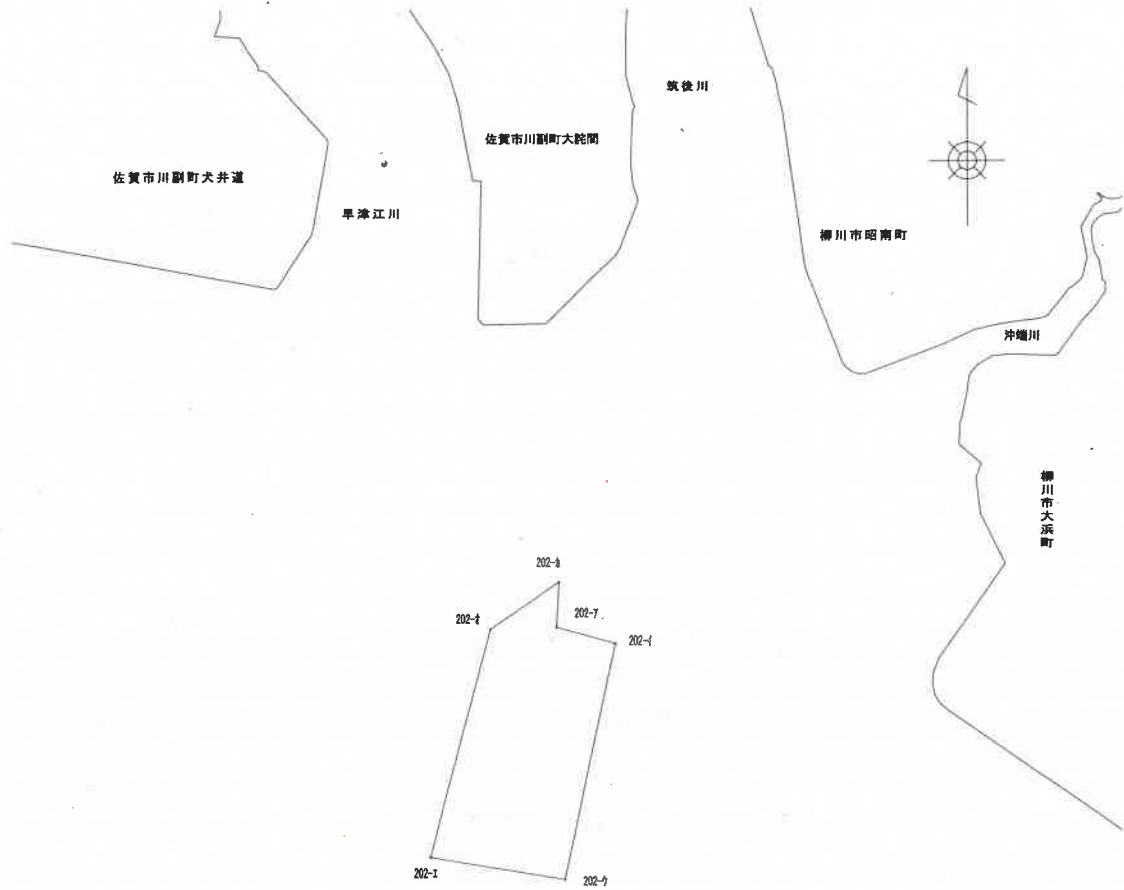 筑後川
佐賀市川副町大詫間
佐賀市川副町犬井道
早津江川
柳川市昭南町
沖端川
柳川市大浜町
202-ｶ
202-ｵ
202-ｱ
202-ｲ
202-ｴ
202-ｳ